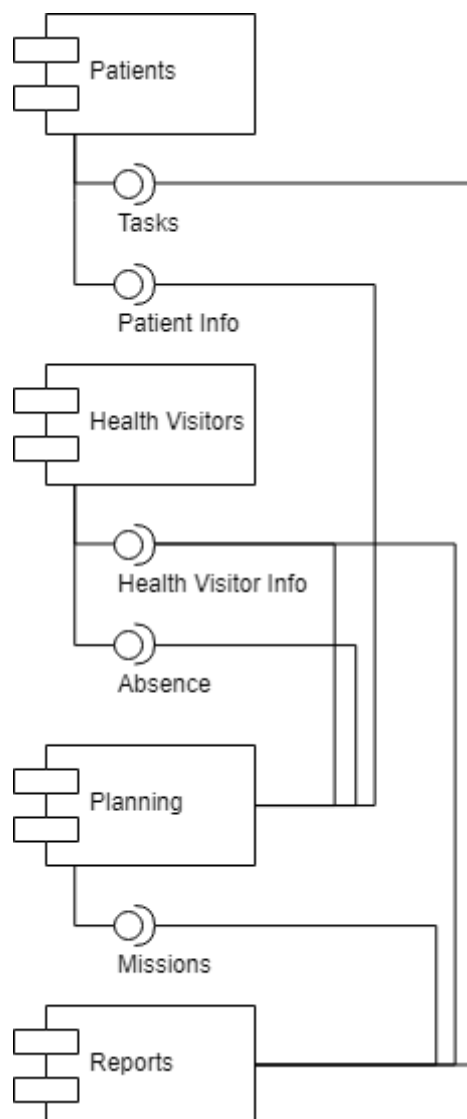 Patients
Tasks
Patient Info
Health Visitors
Health Visitor Info
Absence
Planning
Missions
Reports